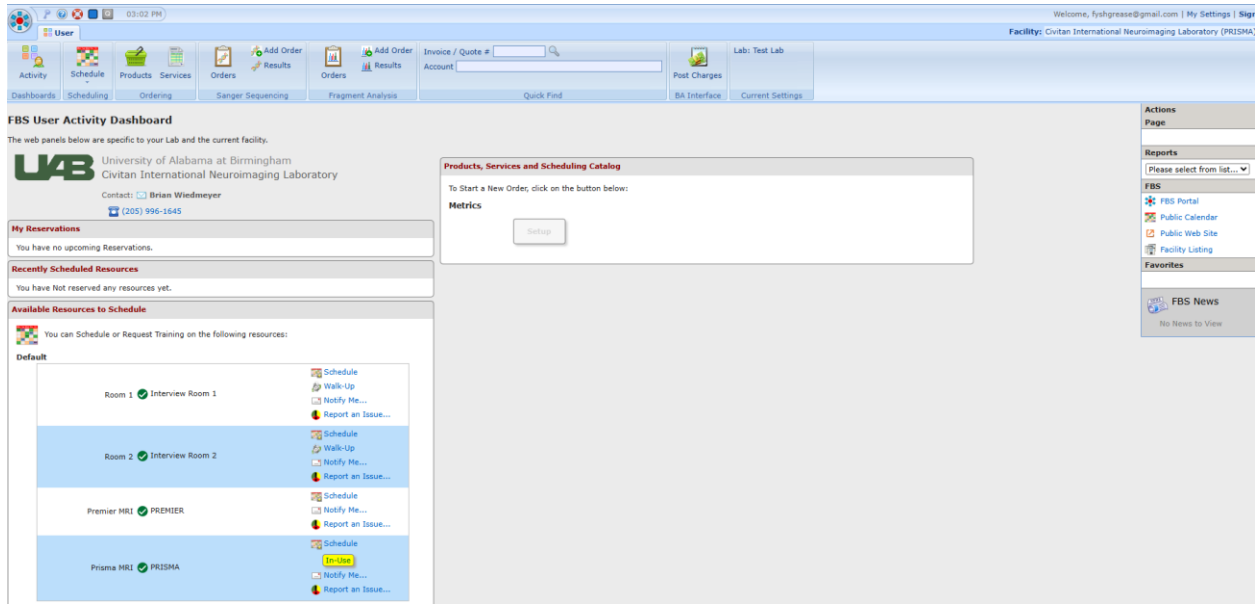 03:02 PM
Welcome, fyshgrease@gmail.com | My Settings | Sign
User
Facility: Civitan International Neuroimaging Laboratory (PRISMA)
Activity
Schedule
Products
Services
Orders
Add Order
Results
Orders
Add Order
Results
Invoice / Quote #
Account
Post Charges
Lab: Test Lab
Dashboards
Scheduling
Ordering
Sanger Sequencing
Fragment Analysis
Quick Find
BA Interface
Current Settings
FBS User Activity Dashboard
The web panels below are specific to your Lab and the current facility.
UAB
University of Alabama at Birmingham
Civitan International Neuroimaging Laboratory
Contact: Brian Wiedmeyer
(205) 996-1645
My Reservations
You have no upcoming Reservations.
Recently Scheduled Resources
You have Not reserved any resources yet.
Available Resources to Schedule
You can Schedule or Request Training on the following resources:
Default
Room 1 Interview Room 1
Schedule
Walk-Up
Notify Me...
Report an Issue...
Room 2 Interview Room 2
Schedule
Walk-Up
Notify Me...
Report an Issue...
Premier MRI PREMIER
Schedule
Notify Me...
Report an Issue...
Prisma MRI PRISMA
Schedule
In-Use
Notify Me...
Report an Issue...
Products, Services and Scheduling Catalog
To Start a New Order, click on the button below:
Metrics
Setup
Actions
Page
Reports
Please select from list...
FBS
FBS Portal
Public Calendar
Public Web Site
Facility Listing
Favorites
FBS News
No News to View